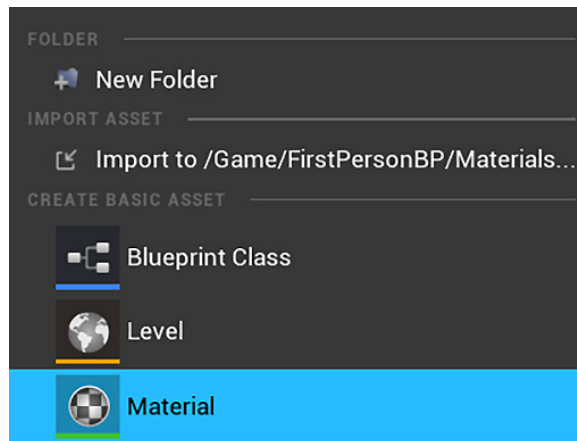 FOLDER
New Folder
IMPORT ASSET
Import to /Game/FirstPersonBP/Materials...
CREATE BASIC ASSET
Blueprint Class
Level
Material